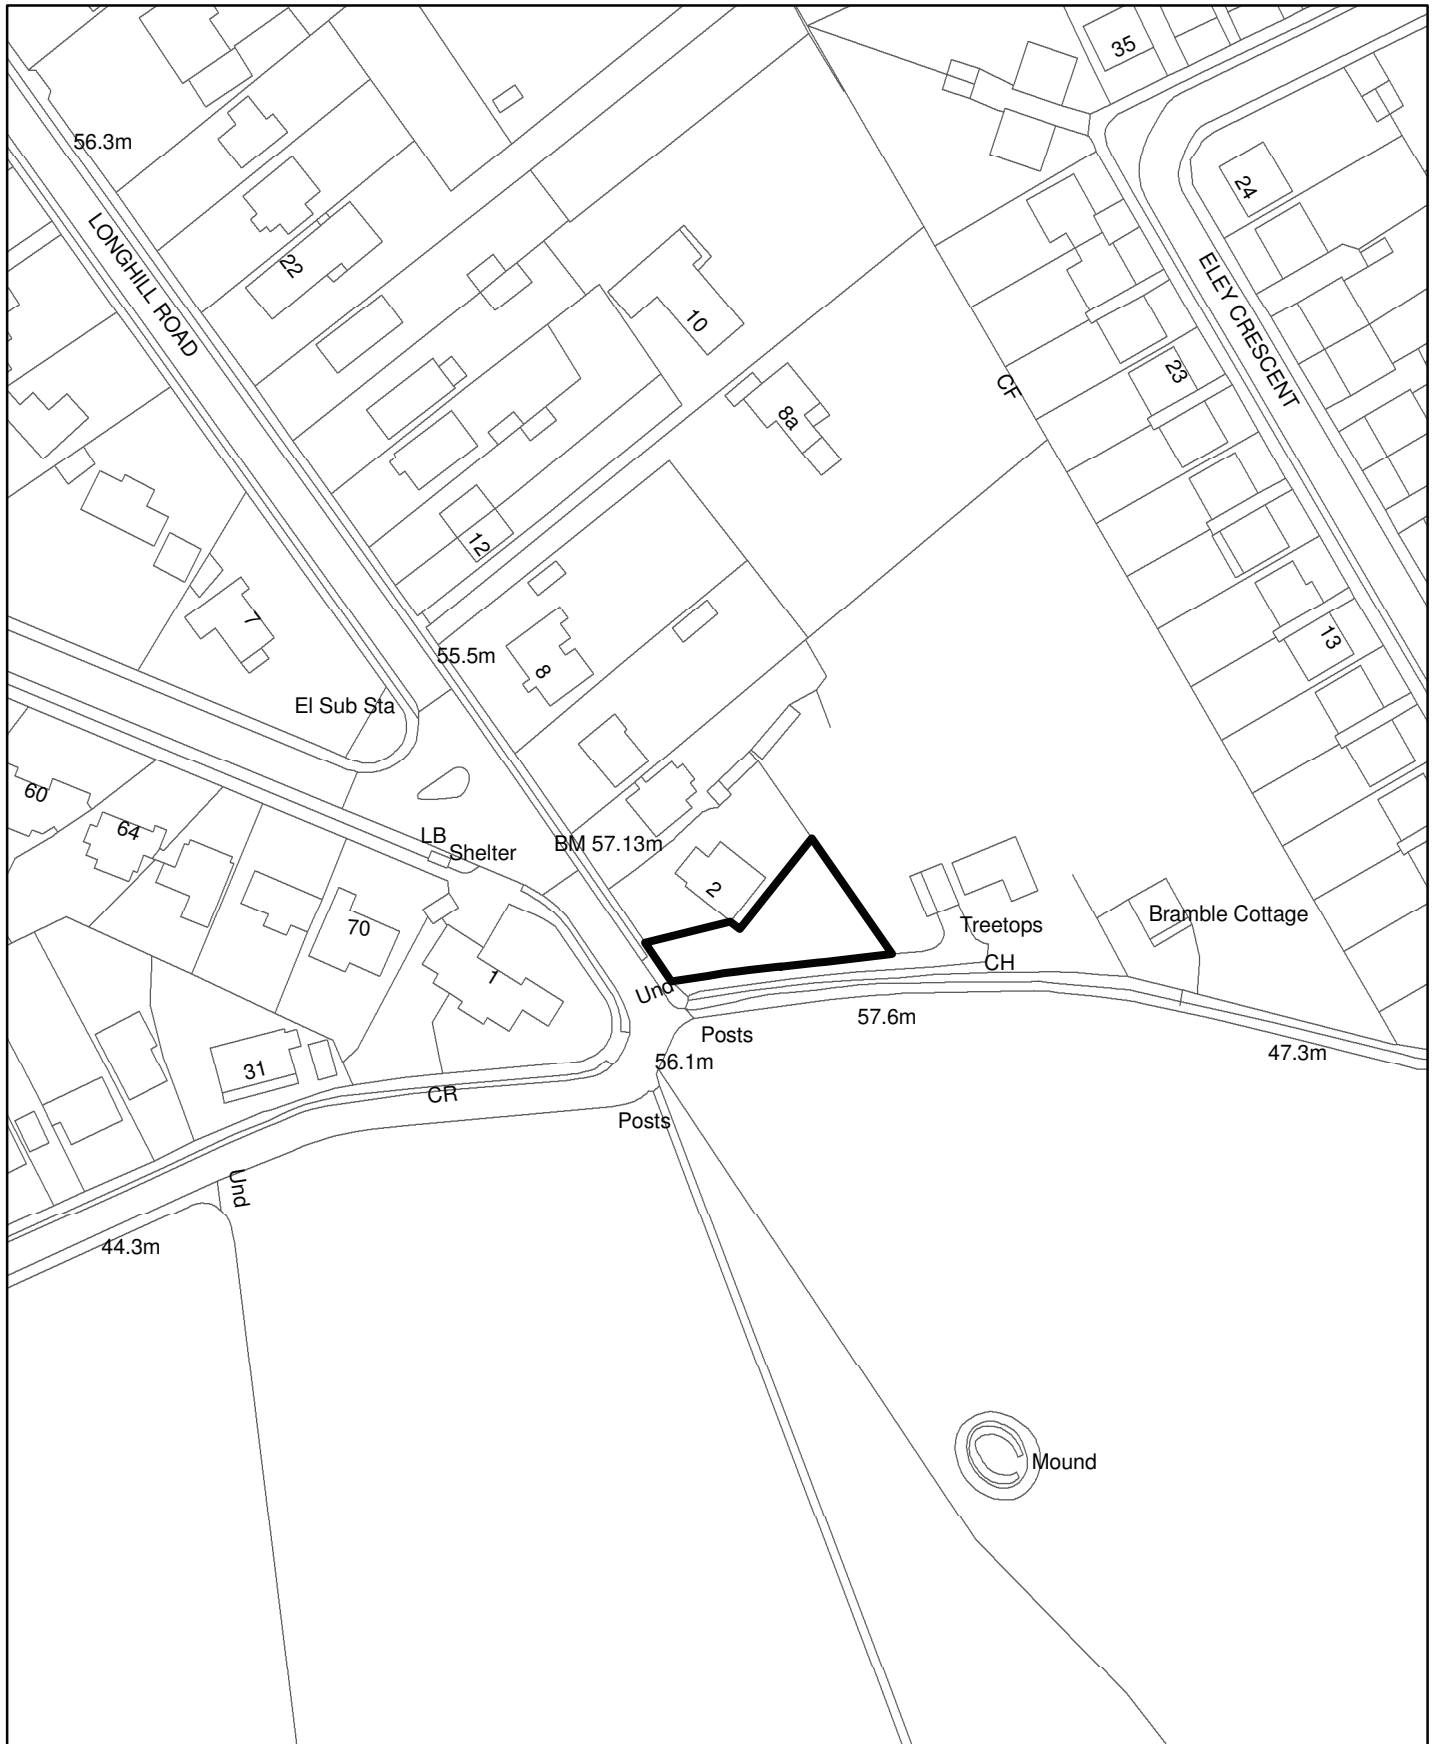 35
56.3m
24
LONGHILL ROAD
22
ELEY CRESCENT
10
23
CF
8a
12
7
13
55.5m
8
El Sub Sta
60
64
LB
Shelter
BM 57.13m
2
70
Bramble Cottage
Treetops
1
CH
Und
57.6m
Posts
47.3m
56.1m
31
CR
Posts
Und
44.3m
Mound